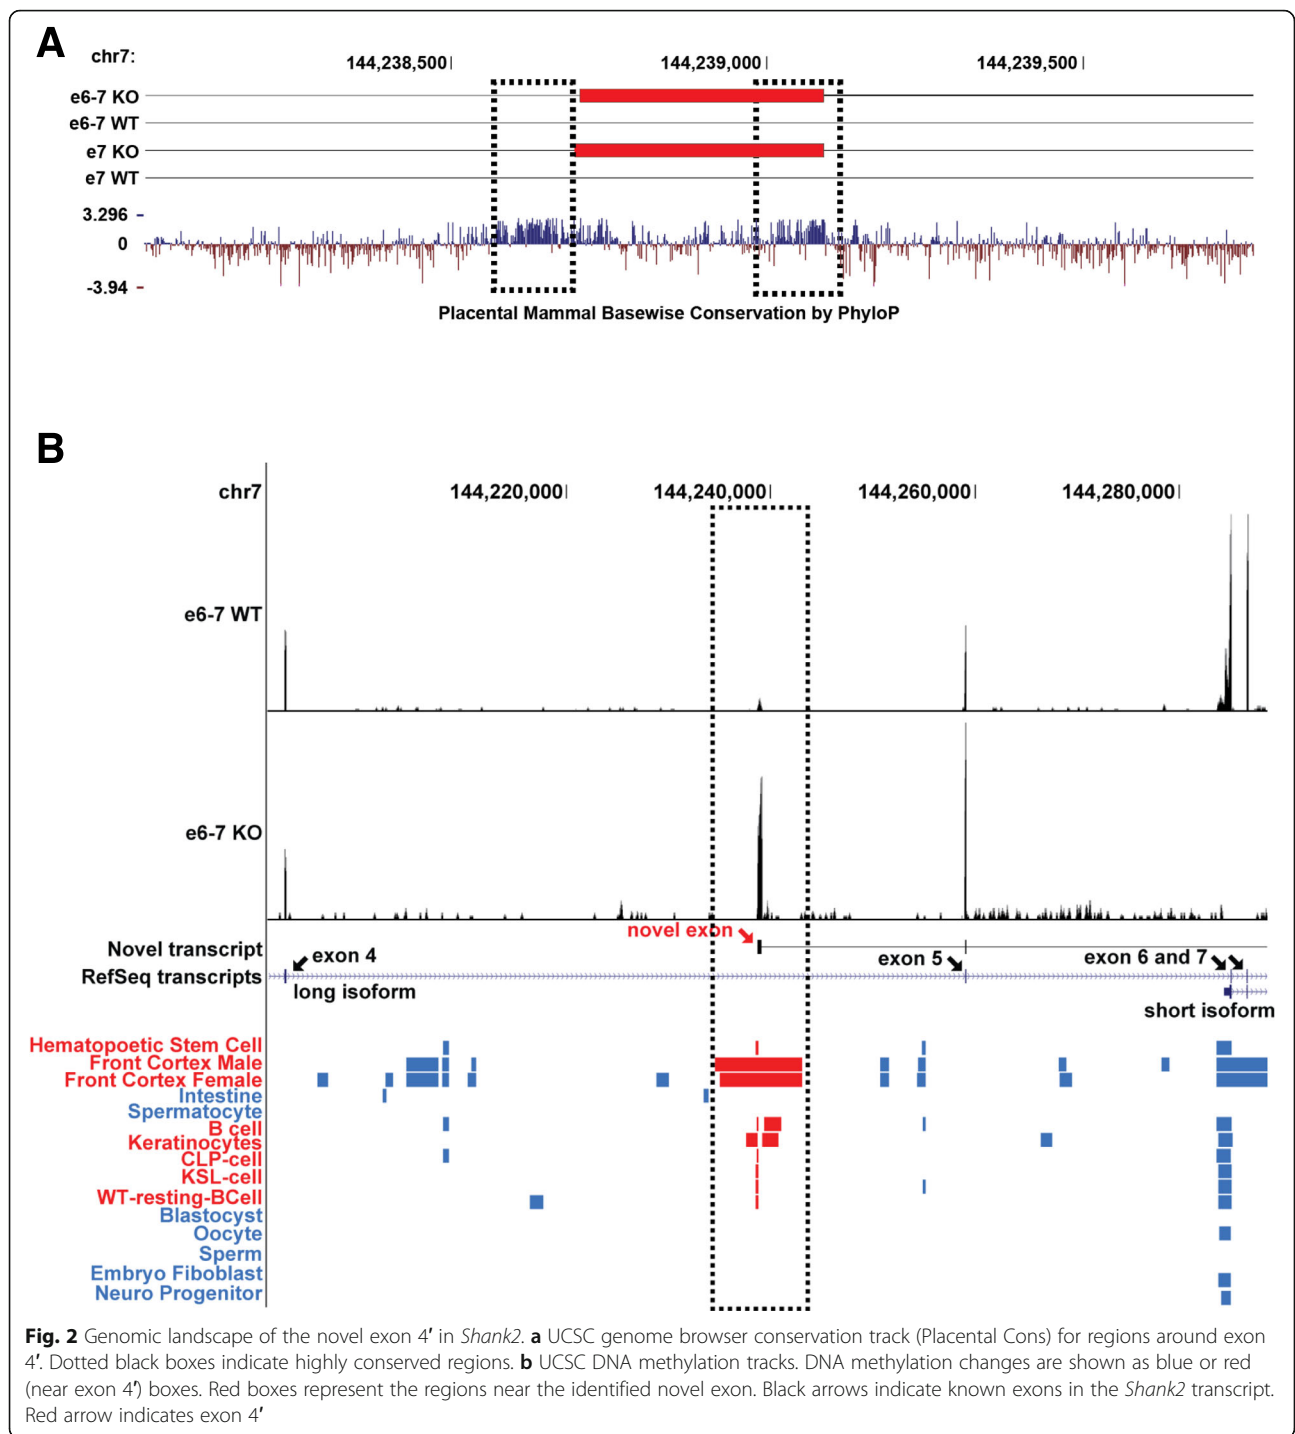 A
chr7: 144,238,500 144,239,000 144,239,500
e6-7 KO
e6-7 WT
e7 KO
e7 WT
3.296
0
-3.94
Placental Mammal Basewise Conservation by PhyloP
B
chr7 144,220,000 144,240,000 144,260,000 144,280,000
e6-7 WT
e6-7 KO
novel exon
Novel transcript
exon 4 exon 5 exon 6 and 7
RefSeq transcripts
long isoform
short isoform
Hematopoetic Stem Cell
Front Cortex Male
Front Cortex Female
Intestine
Spermatocyte
B cell
Keratinocytes
CLP-cell
KSL-cell
WT-resting-BCell
Blastocyst
Oocyte
Sperm
Embryo Fiboblast
Neuro Progenitor
Fig. 2 Genomic landscape of the novel exon 4′ in Shank2. a UCSC genome browser conservation track (Placental Cons) for regions around exon
4′. Dotted black boxes indicate highly conserved regions. b UCSC DNA methylation tracks. DNA methylation changes are shown as blue or red
(near exon 4′) boxes. Red boxes represent the regions near the identified novel exon. Black arrows indicate known exons in the Shank2 transcript.
Red arrow indicates exon 4′